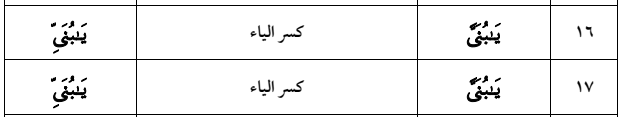 ١٦ يَٰبُنَيَّ كسر الياء يَٰبُنَيِّ
١٧ يَٰبُنَيَّ كسر الياء يَٰبُنَيِّ